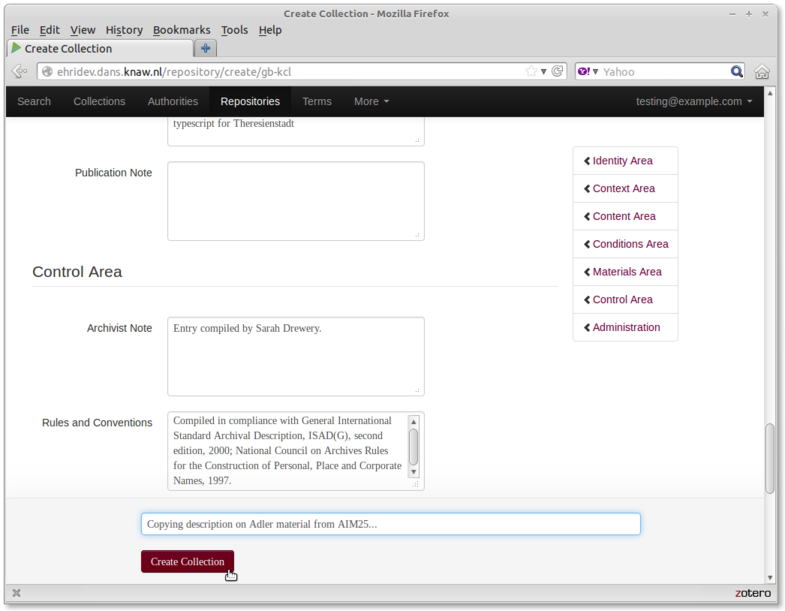 Create Collection - Mozilla Firefox
File Edit View History Bookmarks Tools Help
Create Collection
ehridev.dans.knaw.nl/repository/create/gb-kcl
Yahoo
Search Collections Authorities Repositories Terms More testing@example.com
typescript for Theresienstadt
Publication Note
Identity Area
Context Area
Content Area
Conditions Area
Materials Area
Control Area
Administration
Control Area
Archivist Note
Entry compiled by Sarah Drewery.
Rules and Conventions
Compiled in compliance with General International
Standard Archival Description, ISAD(G), second
edition, 2000; National Council on Archives Rules
for the Construction of Personal, Place and Corporate
Names, 1997.
Copying description on Adler material from AIM25...
Create Collection
zotero